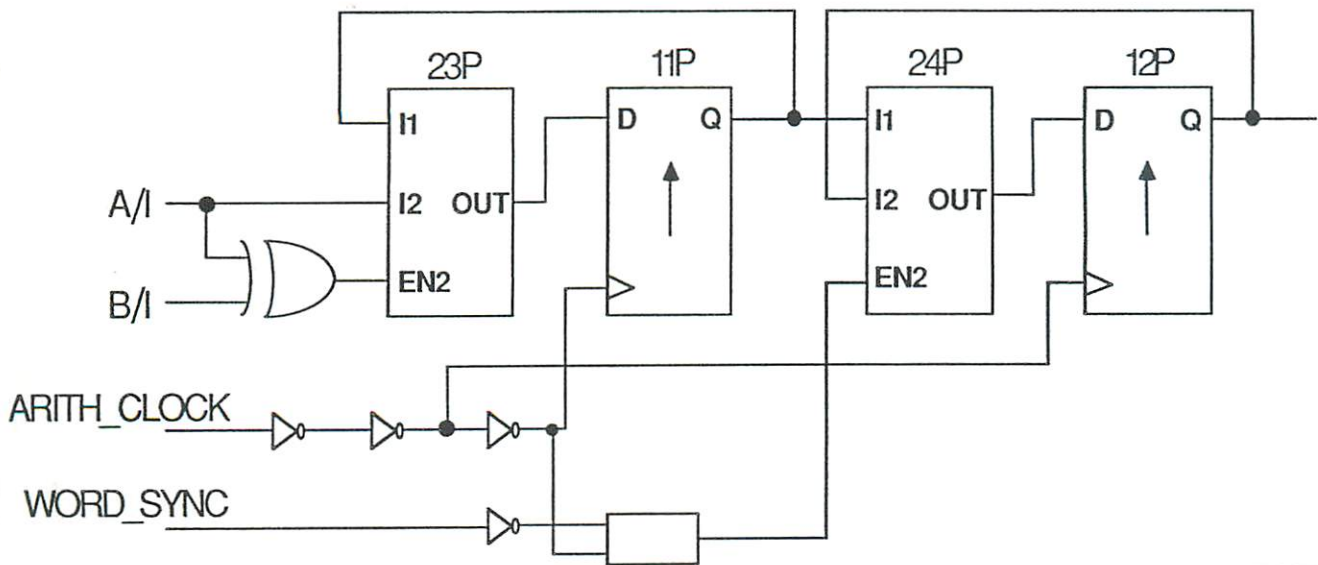 23P
11P
24P
12P
I1
I2
OUT
EN2
D
Q
I1
I2
OUT
EN2
D
Q
A/I
B/I
ARITH_CLOCK
WORD_SYNC